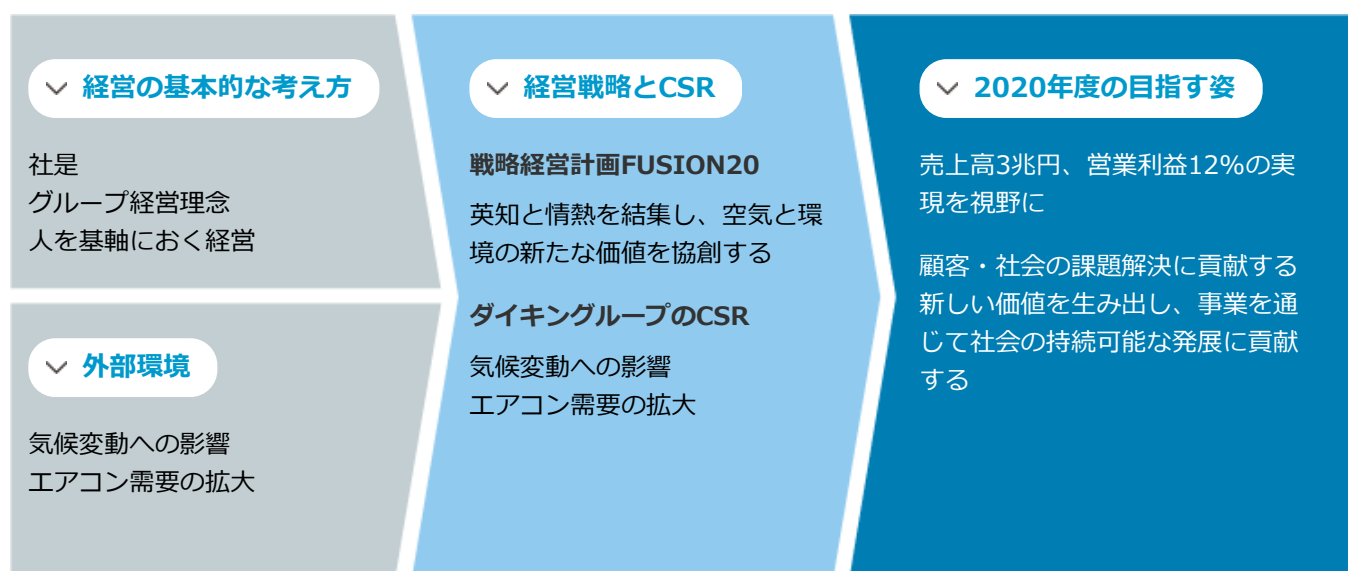 経営の基本的な考え方
社是
グループ経営理念
人を基軸におく経営
外部環境
気候変動への影響
エアコン需要の拡大
経営戦略とCSR
戦略経営計画FUSION20
英知と情熱を結集し、空気と環
境の新たな価値を協創する
ダイキングループのCSR
気候変動への影響
エアコン需要の拡大
2020年度の目指す姿
売上高3兆円、営業利益12%の実
現を視野に
顧客・社会の課題解決に貢献する
新しい価値を生み出し、事業を通
じて社会の持続可能な発展に貢献
する